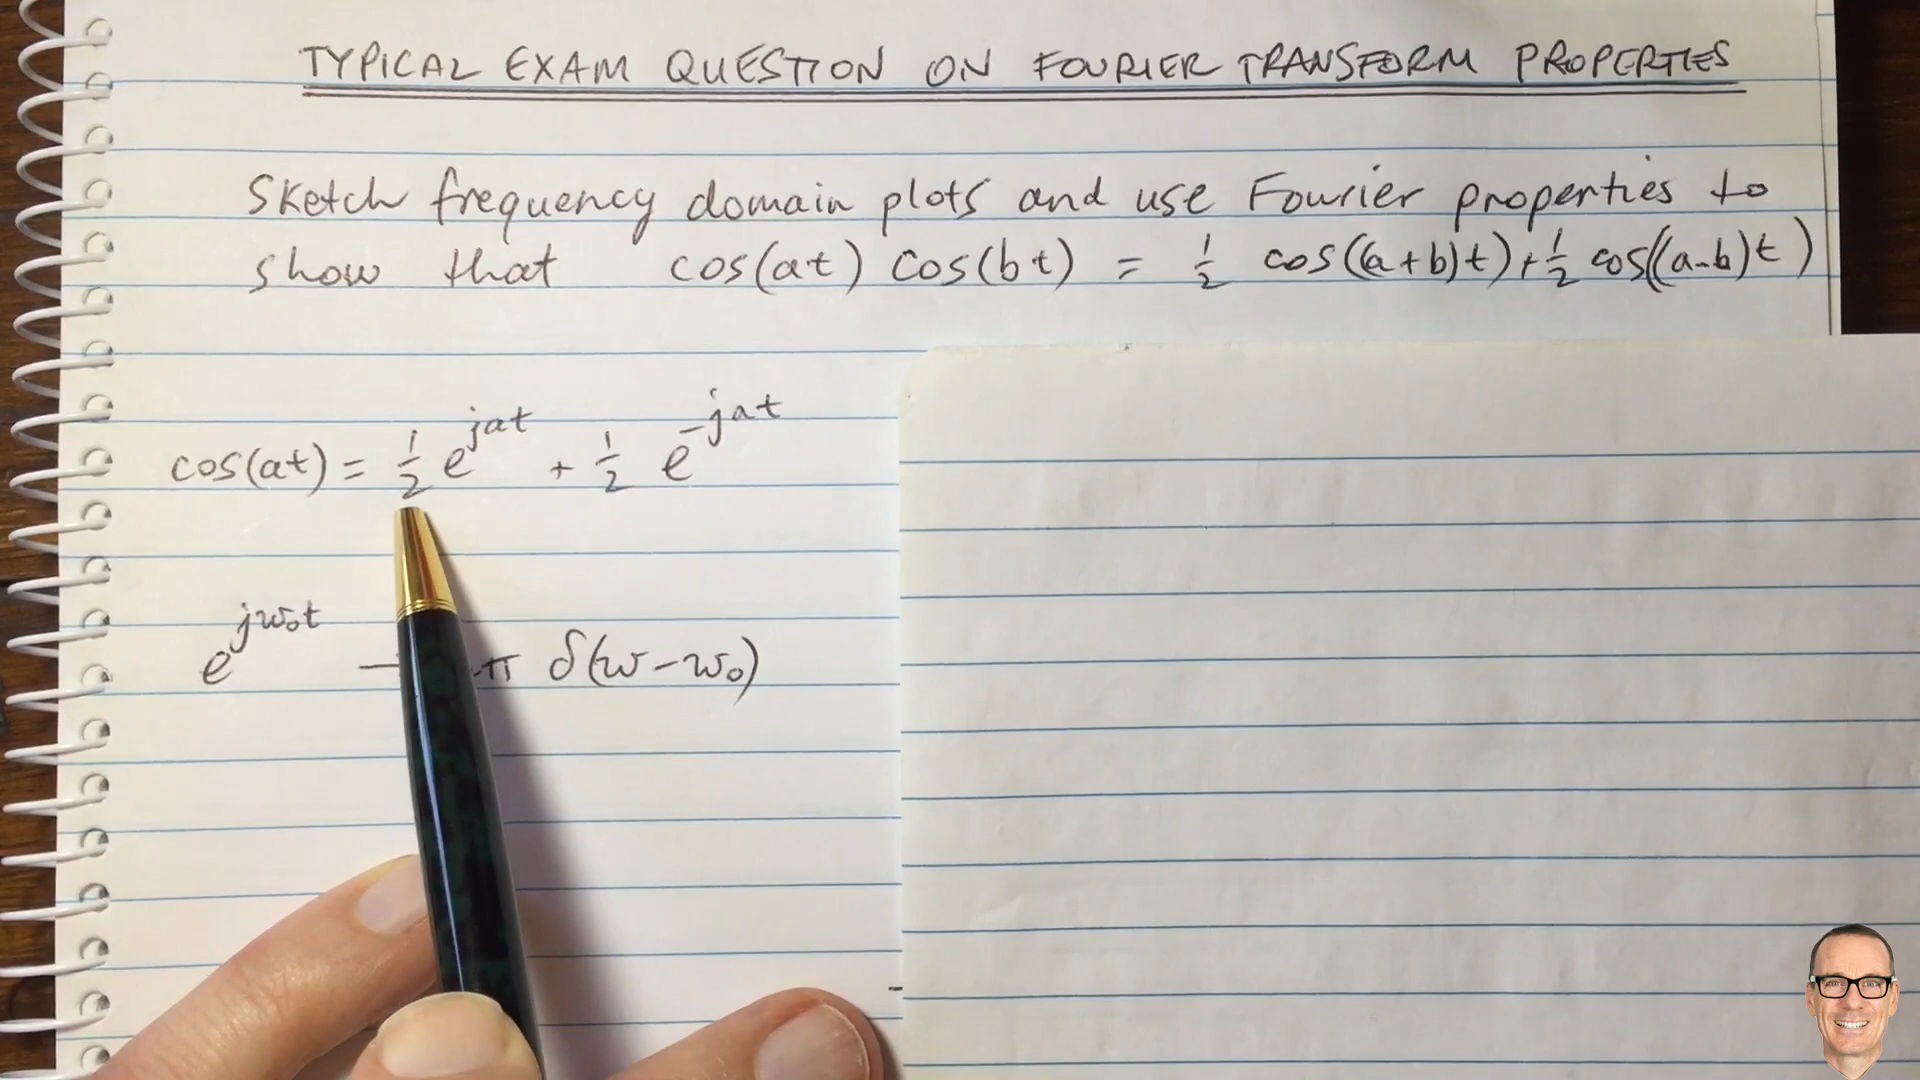 TYPICAL EXAM QUESTION ON FOURIER TRANSFORM PROPERTIES
Sketch frequency domain plots and use Fourier properties to
show that cos(at) cos(bt) = 1/2 cos((a+b)t) + 1/2 cos((a-b)t)
cos(at) = 1/2 e^jat + 1/2 e^-jat
e^jω₀t π δ(ω-ω₀)